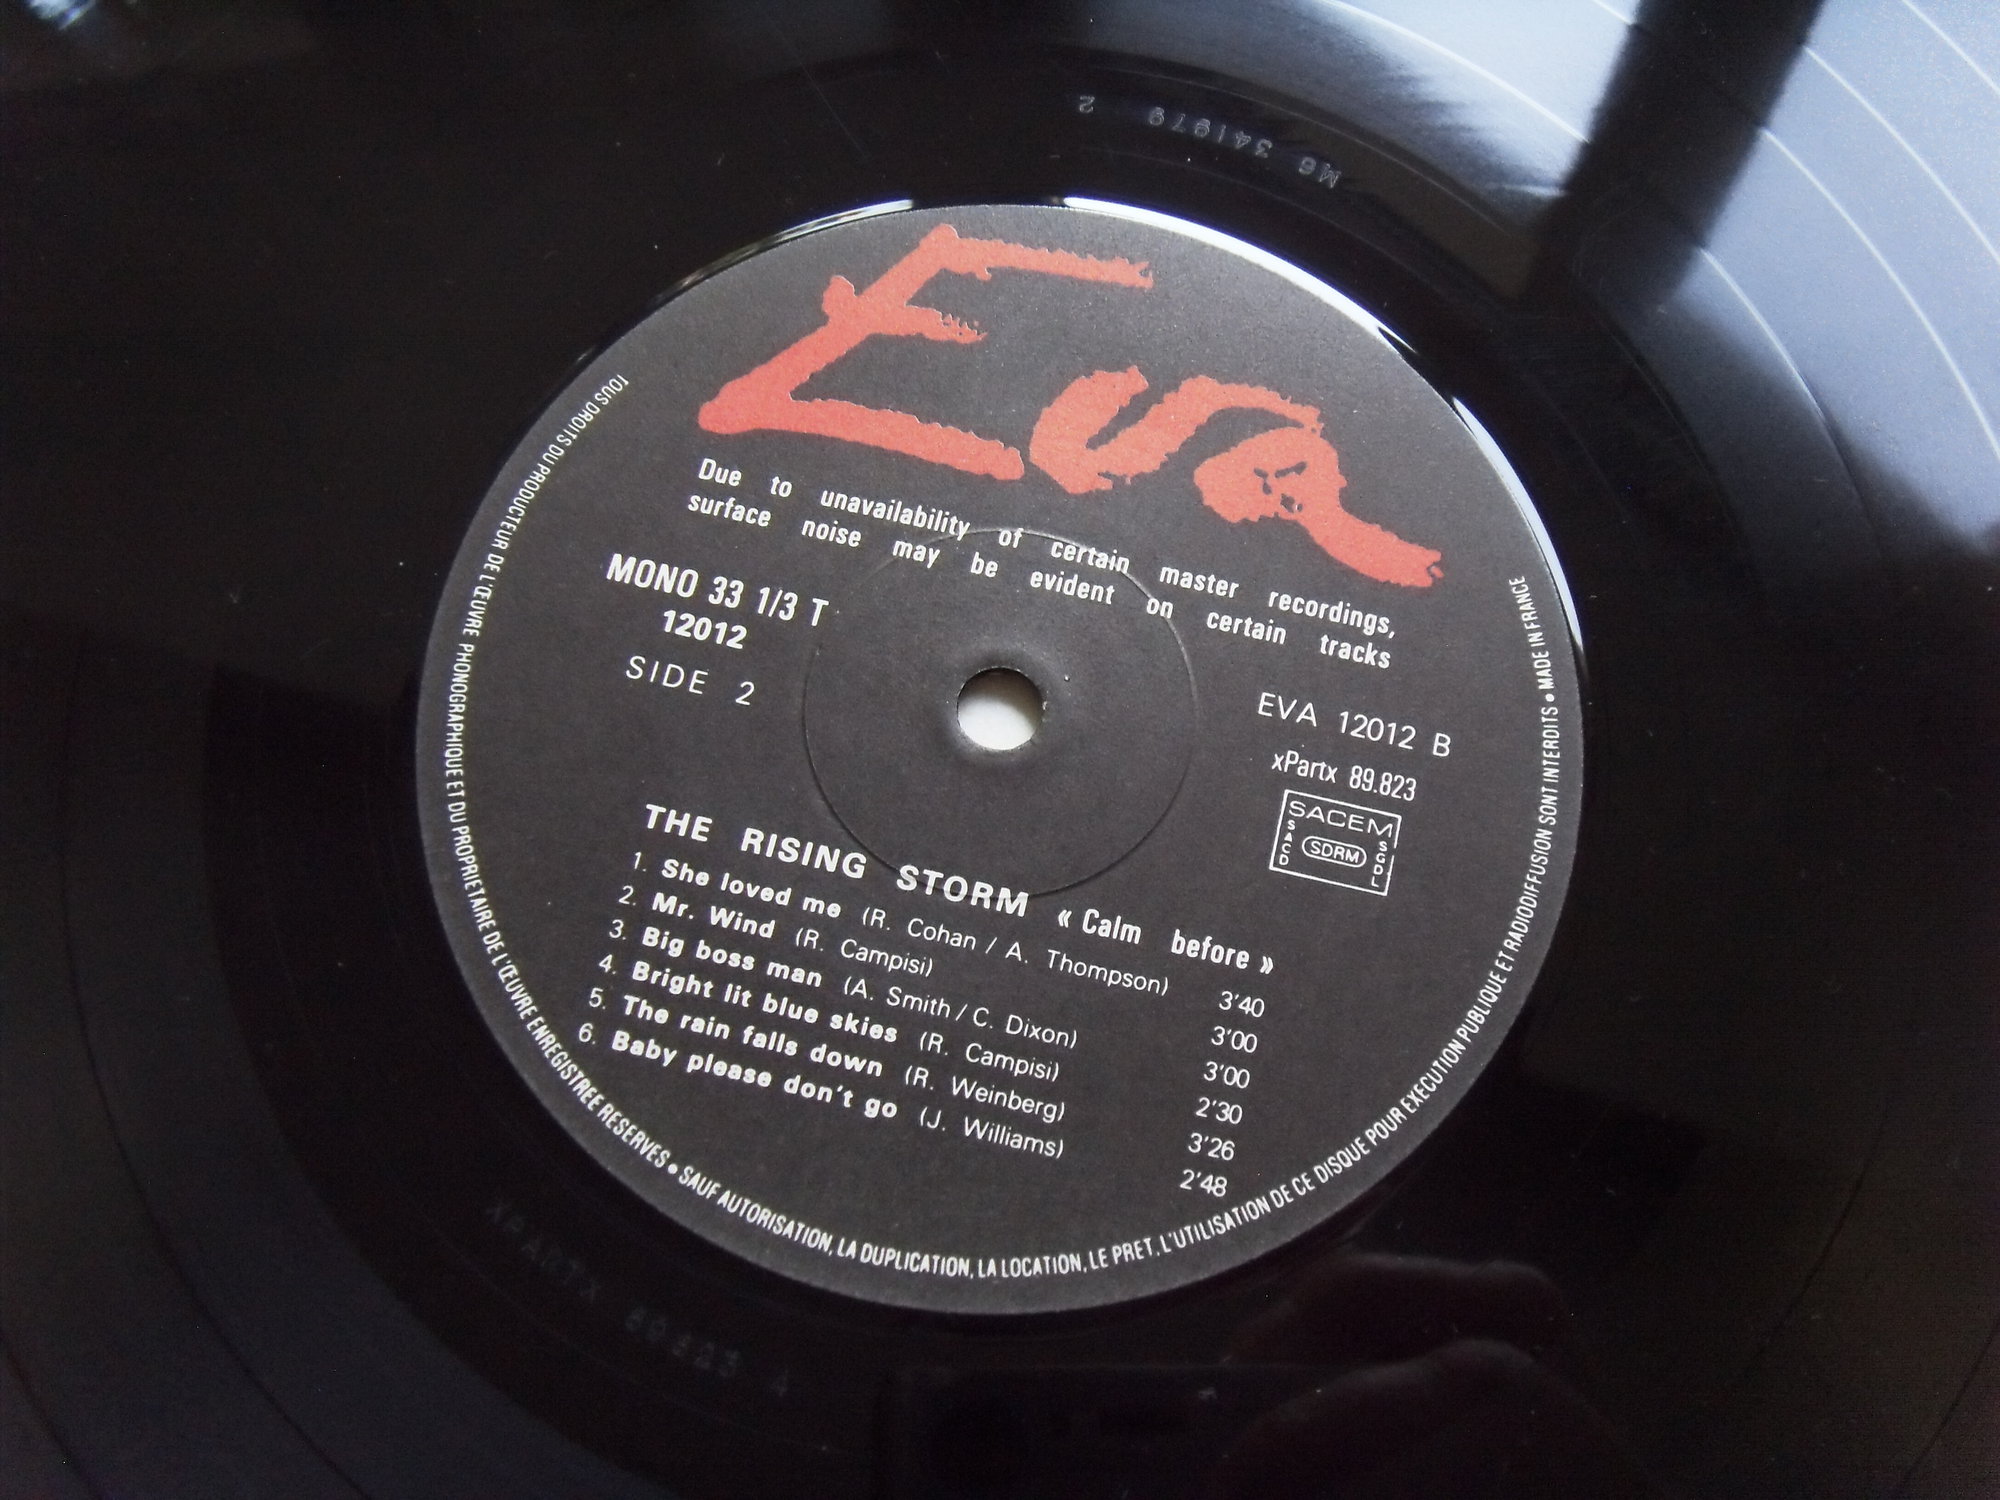 M6 341979 2
Eva
Due to unavailability of certain master recordings,
surface noise may be evident on certain tracks
MONO 33 1/3 T
12012
SIDE 2
EVA 12012 B
xPartx 89.823
SACEM
SACD
SDRM
SGDL
THE RISING STORM « Calm before »
1. She loved me (R. Cohan / A. Thompson) 3'40
2. Mr. Wind (R. Campisi) 3'00
3. Big boss man (A. Smith / C. Dixon) 3'00
4. Bright lit blue skies (R. Campisi) 2'30
5. The rain falls down (R. Weinberg) 3'26
6. Baby please don't go (J. Williams) 2'48
TOUS DROITS DU PRODUCTEUR DE L'ŒUVRE PHONOGRAPHIQUE ET DU PROPRIETAIRE DE L'ŒUVRE ENREGISTREE RESERVES • SAUF AUTORISATION, LA DUPLICATION, LA LOCATION, LE PRET, L'UTILISATION DE CE DISQUE POUR EXECUTION PUBLIQUE ET RADIODIFFUSION SONT INTERDITS • MADE IN FRANCE
XPARTX 89823